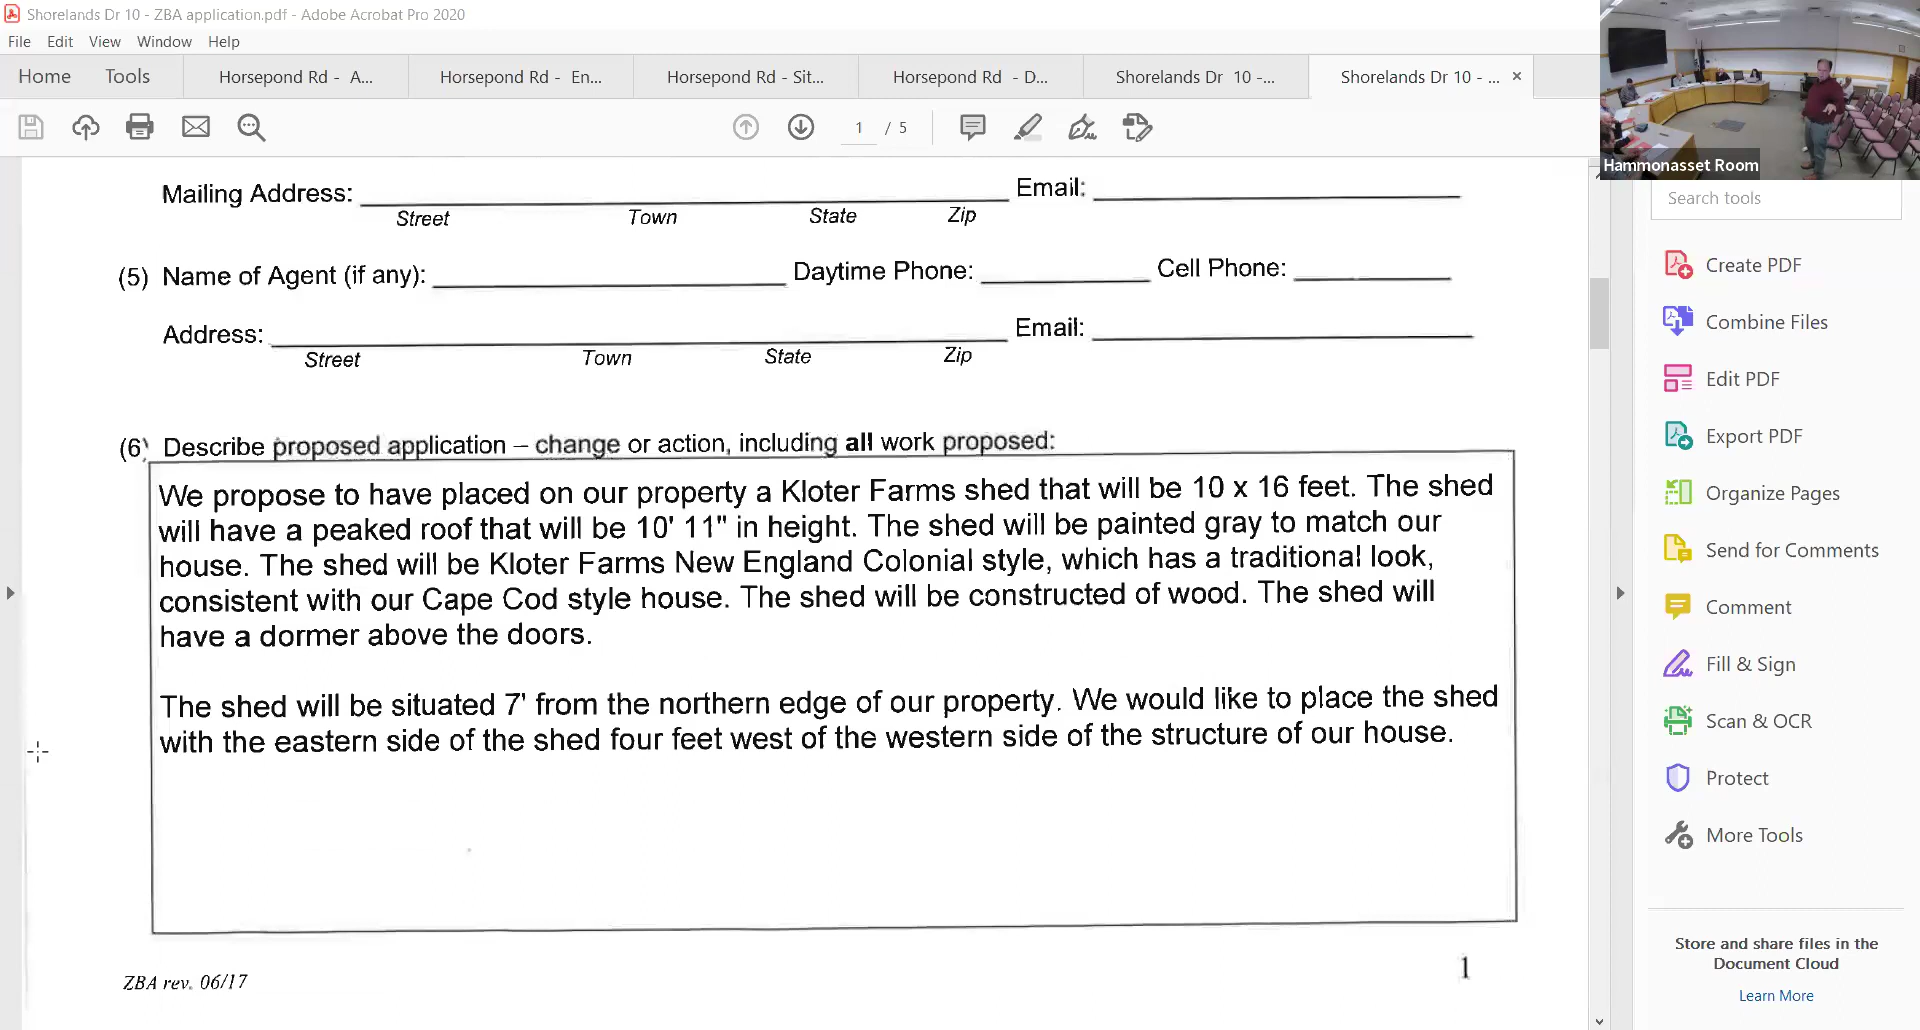 Shorelands Dr 10 - ZBA application.pdf - Adobe Acrobat Pro 2020
File Edit View Window Help
Home Tools Horsepond Rd - A... Horsepond Rd - En... Horsepond Rd - Sit... Horsepond Rd - D... Shorelands Dr 10 -... Shorelands Dr 10 - ... ×
1 / 5
Hammonasset Room
Mailing Address: Email:
Street Town State Zip
(5) Name of Agent (if any): Daytime Phone: Cell Phone:
Address: Email:
Street Town State Zip
(6) Describe proposed application – change or action, including all work proposed:
We propose to have placed on our property a Kloter Farms shed that will be 10 x 16 feet. The shed
will have a peaked roof that will be 10' 11" in height. The shed will be painted gray to match our
house. The shed will be Kloter Farms New England Colonial style, which has a traditional look,
consistent with our Cape Cod style house. The shed will be constructed of wood. The shed will
have a dormer above the doors.
The shed will be situated 7' from the northern edge of our property. We would like to place the shed
with the eastern side of the shed four feet west of the western side of the structure of our house.
ZBA rev. 06/17
1
Search tools
Create PDF
Combine Files
Edit PDF
Export PDF
Organize Pages
Send for Comments
Comment
Fill & Sign
Scan & OCR
Protect
More Tools
Store and share files in the
Document Cloud
Learn More